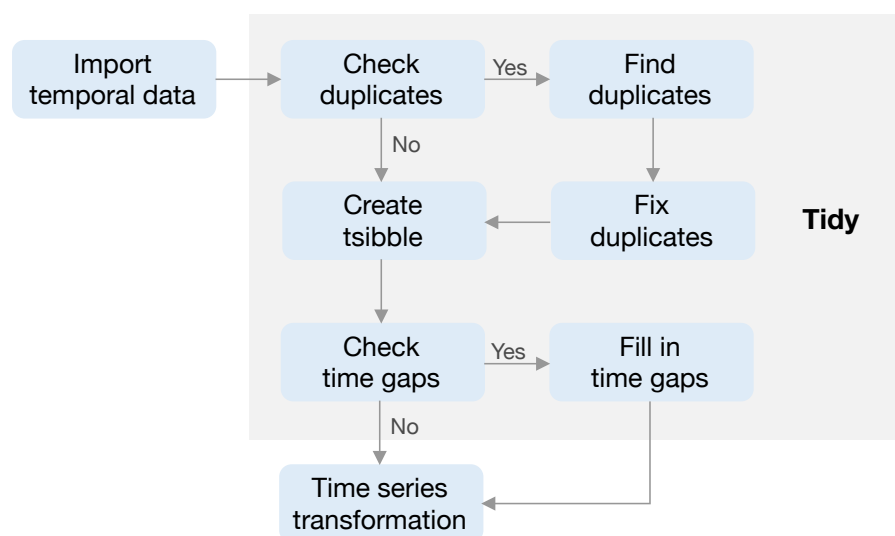 Import
temporal data
Check
duplicates
Yes
Find
duplicates
No
Create
tsibble
Fix
duplicates
Tidy
Check
time gaps
Yes
Fill in
time gaps
No
Time series
transformation